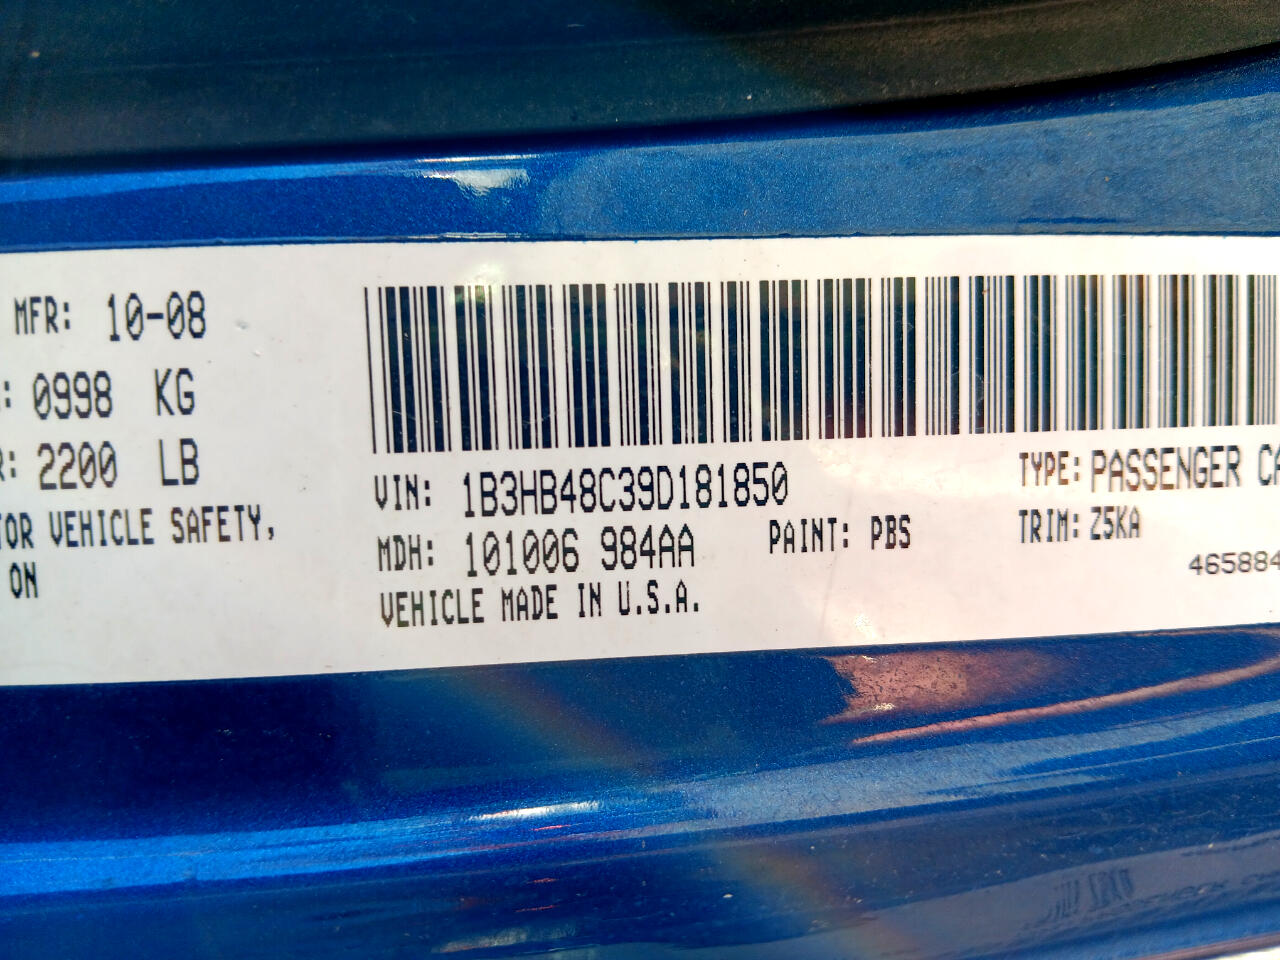 MFR: 10-08
: 0998 KG
R: 2200 LB
TOR VEHICLE SAFETY,
ON
VIN: 1B3HB48C39D181850
MDH: 101006 984AA
PAINT: PBS
VEHICLE MADE IN U.S.A.
TYPE: PASSENGER CA
TRIM: Z5KA
465884